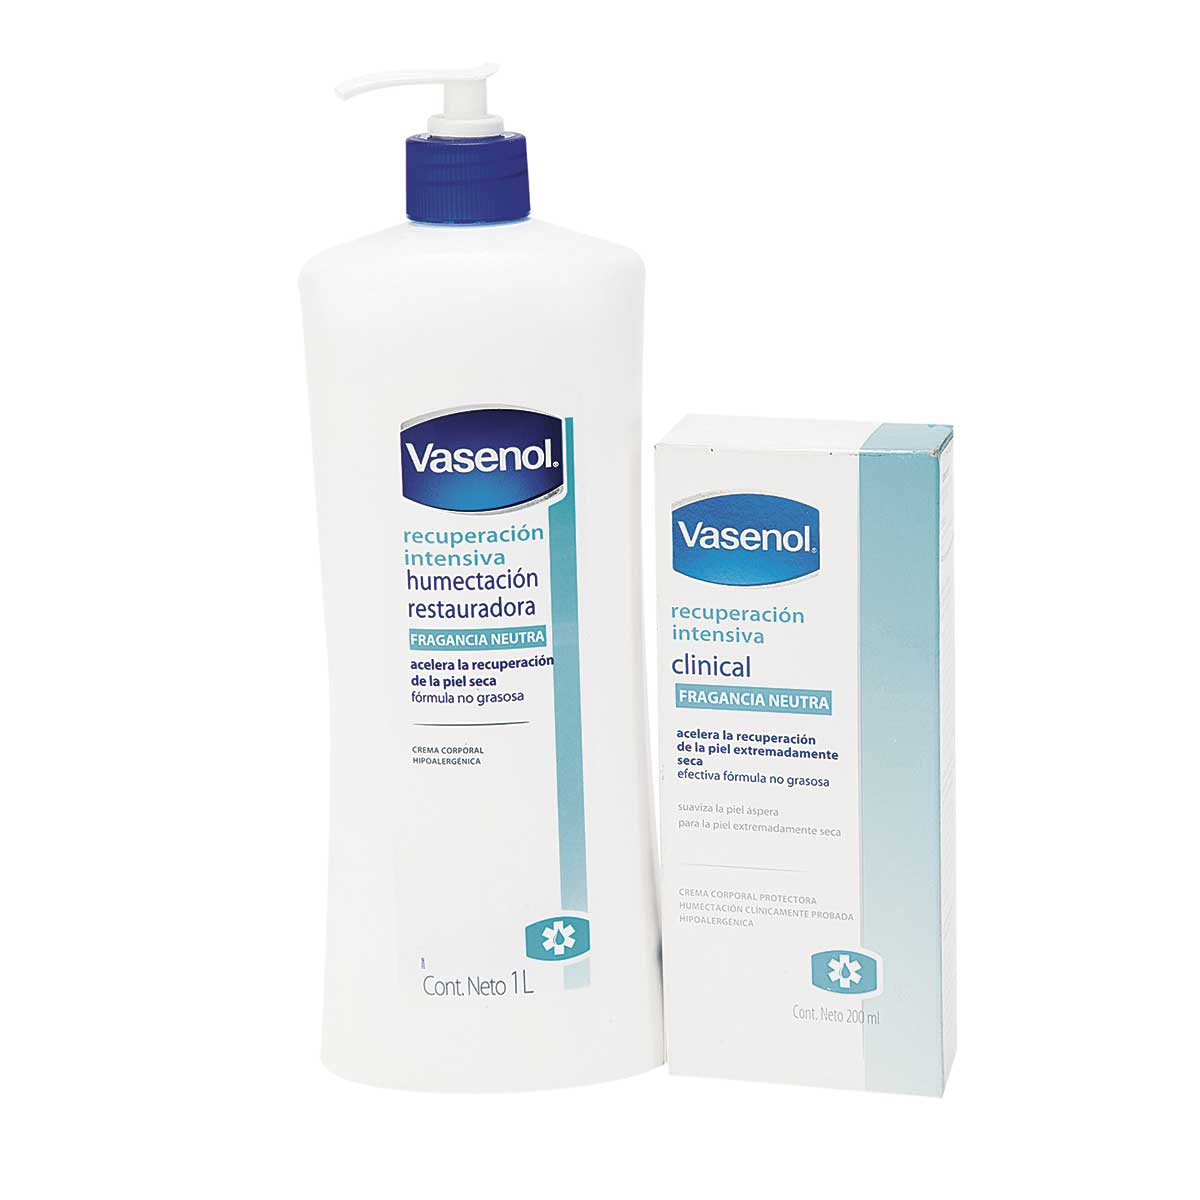 Vasenol®
recuperación
intensiva
humectación
restauradora
FRAGANCIA NEUTRA
acelera la recuperación
de la piel seca
fórmula no grasosa
CREMA CORPORAL
HIPOALERGÉNICA
Cont. Neto 1 L
Vasenol®
recuperación
intensiva
clinical
FRAGANCIA NEUTRA
acelera la recuperación
de la piel extremadamente
seca
efectiva fórmula no grasosa
suaviza la piel áspera
para la piel extremadamente seca
CREMA CORPORAL PROTECTORA
HUMECTACIÓN CLÍNICAMENTE PROBADA
HIPOALERGÉNICA
Cont. Neto 200 ml